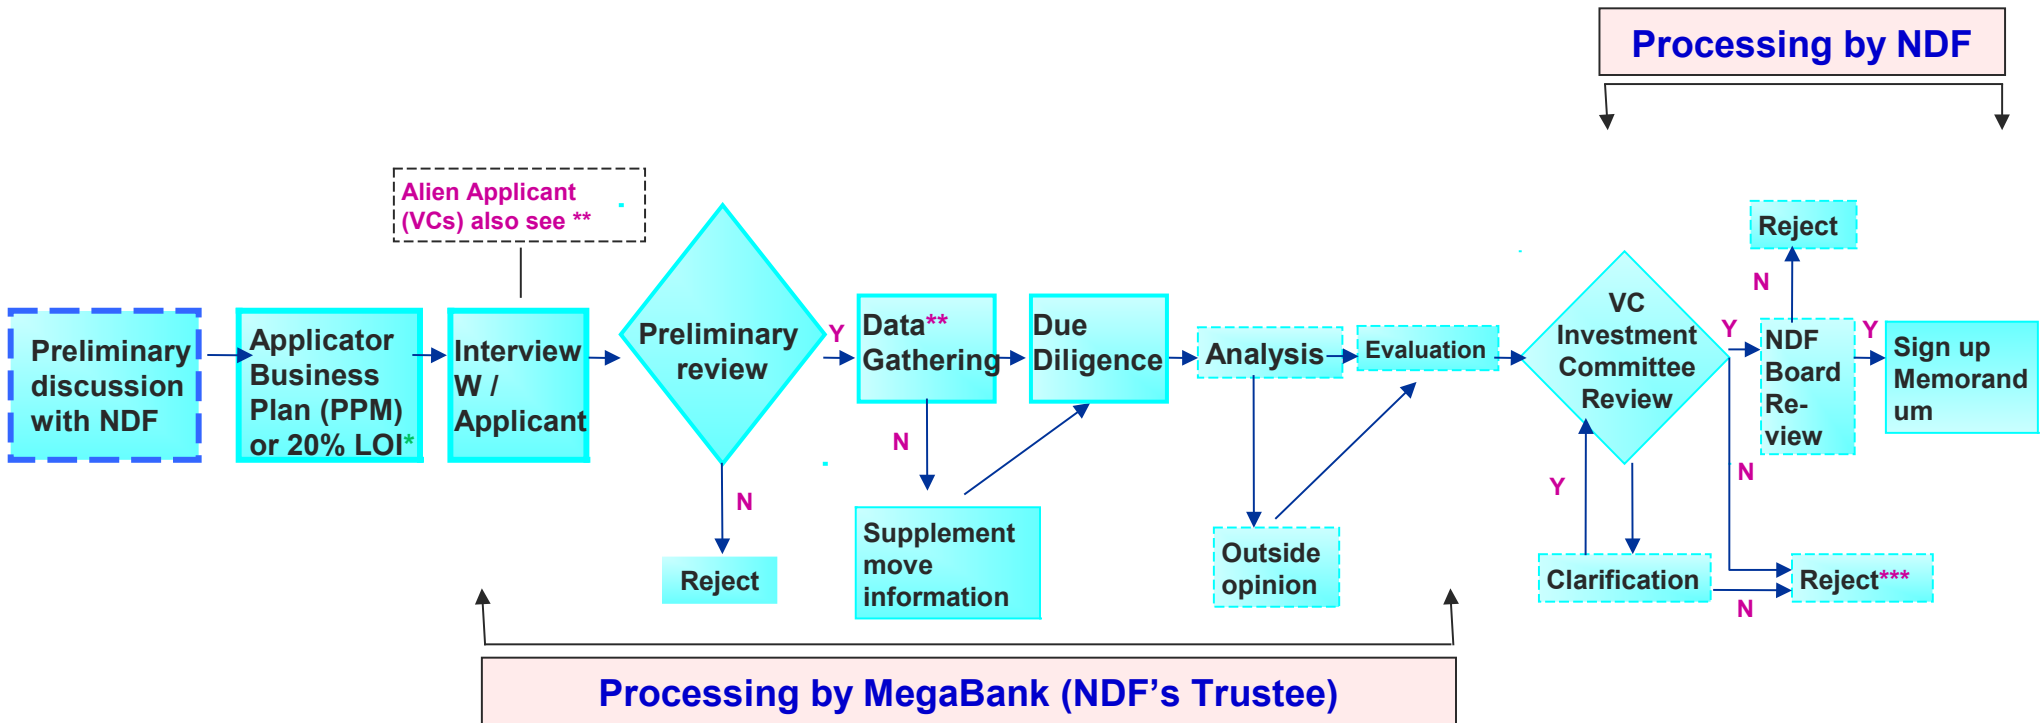 Processing by NDF
Alien Applicant
(VCs) also see **
Preliminary
discussion
with NDF
Applicator
Business
Plan (PPM)
or 20% LOI*
Interview
W /
Applicant
Preliminary
review
Y
N
Reject
Data**
Gathering
N
Supplement
move
information
Due
Diligence
Analysis
Outside
opinion
Evaluation
VC
Investment
Committee
Review
Y
Clarification
N
Y
N
Reject***
NDF
Board
Re-
view
N
Reject
Y
Sign up
Memorand
um
Processing by MegaBank (NDF’s Trustee)